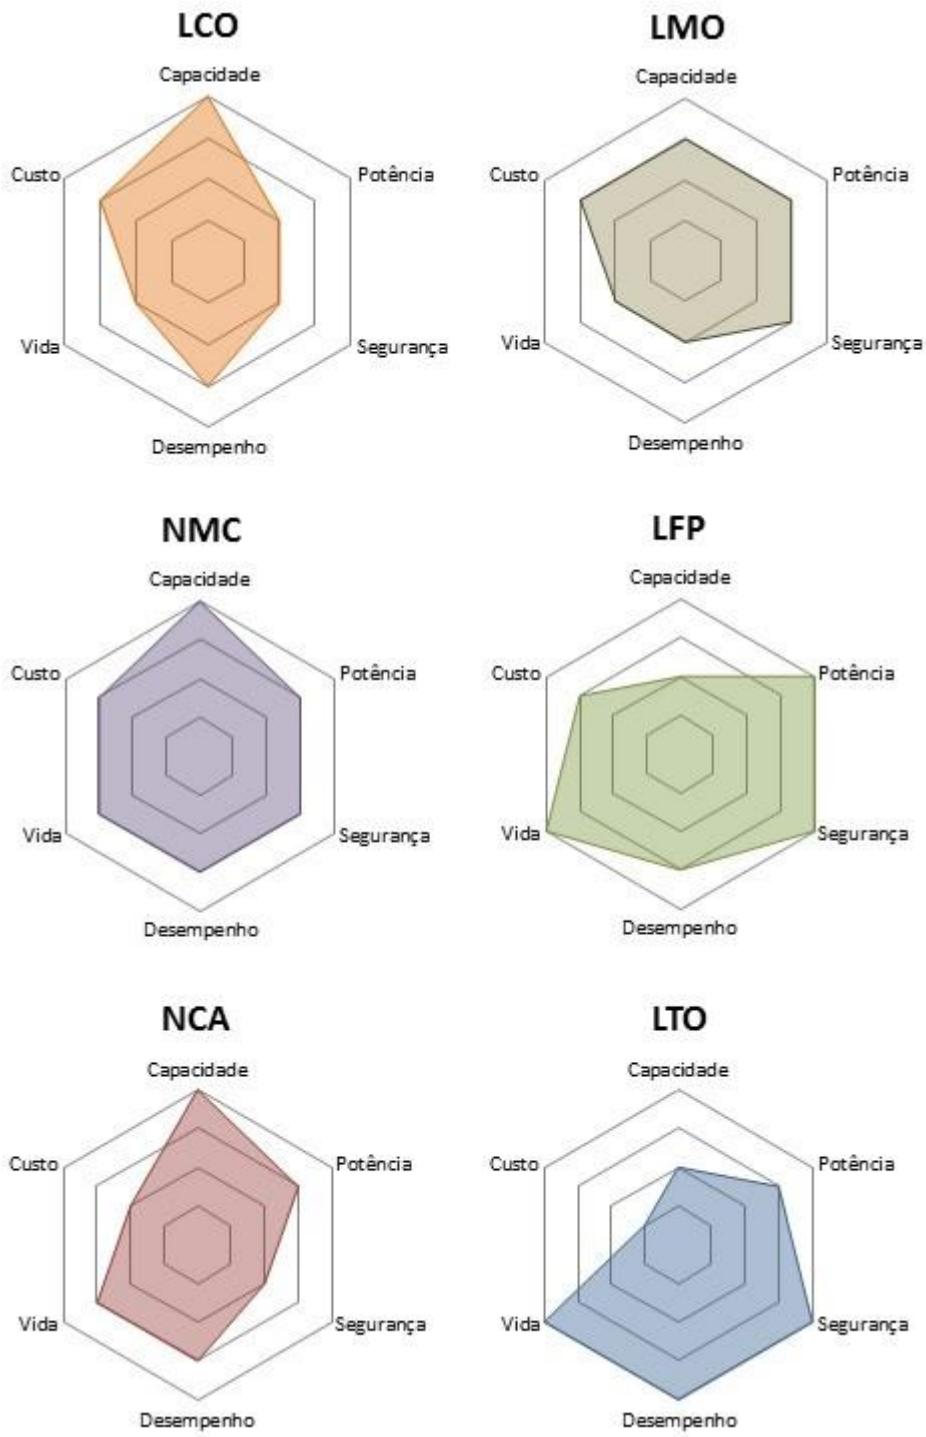 LCO
Capacidade
Custo
Potência
Vida
Segurança
Desempenho
LMO
Capacidade
Custo
Potência
Vida
Segurança
Desempenho
NMC
Capacidade
Custo
Potência
Vida
Segurança
Desempenho
LFP
Capacidade
Custo
Potência
Vida
Segurança
Desempenho
NCA
Capacidade
Custo
Potência
Vida
Segurança
Desempenho
LTO
Capacidade
Custo
Potência
Vida
Segurança
Desempenho